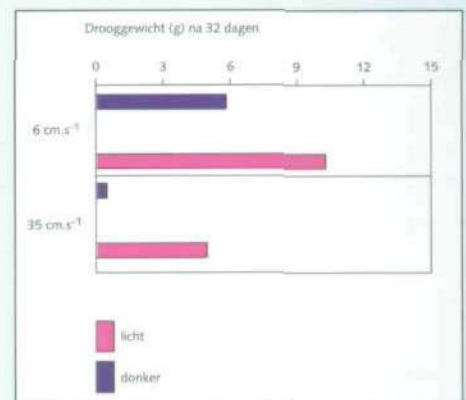 Drooggewicht (g) na 32 dagen
0 3 6 9 12 15
6 cm.s⁻¹
35 cm.s⁻¹
licht
donker